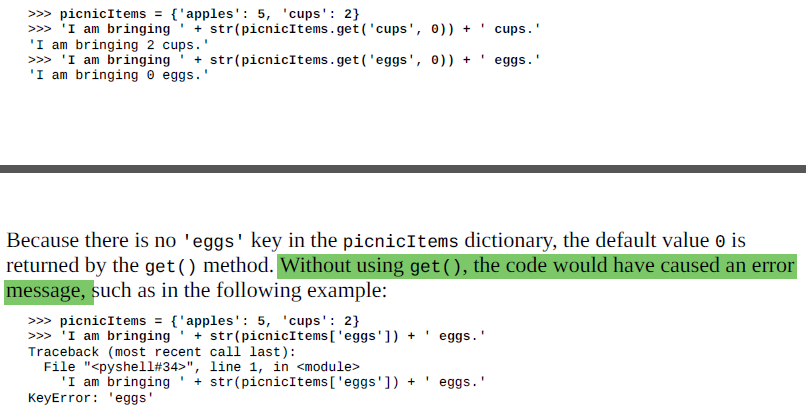 >>> picnicItems = {'apples': 5, 'cups': 2}
>>> 'I am bringing ' + str(picnicItems.get('cups', 0)) + ' cups.'
'I am bringing 2 cups.'
>>> 'I am bringing ' + str(picnicItems.get('eggs', 0)) + ' eggs.'
'I am bringing 0 eggs.'
Because there is no 'eggs' key in the picnicItems dictionary, the default value 0 is
returned by the get() method. Without using get(), the code would have caused an error
message, such as in the following example:
>>> picnicItems = {'apples': 5, 'cups': 2}
>>> 'I am bringing ' + str(picnicItems['eggs']) + ' eggs.'
Traceback (most recent call last):
  File "<pyshell#34>", line 1, in <module>
    'I am bringing ' + str(picnicItems['eggs']) + ' eggs.'
KeyError: 'eggs'